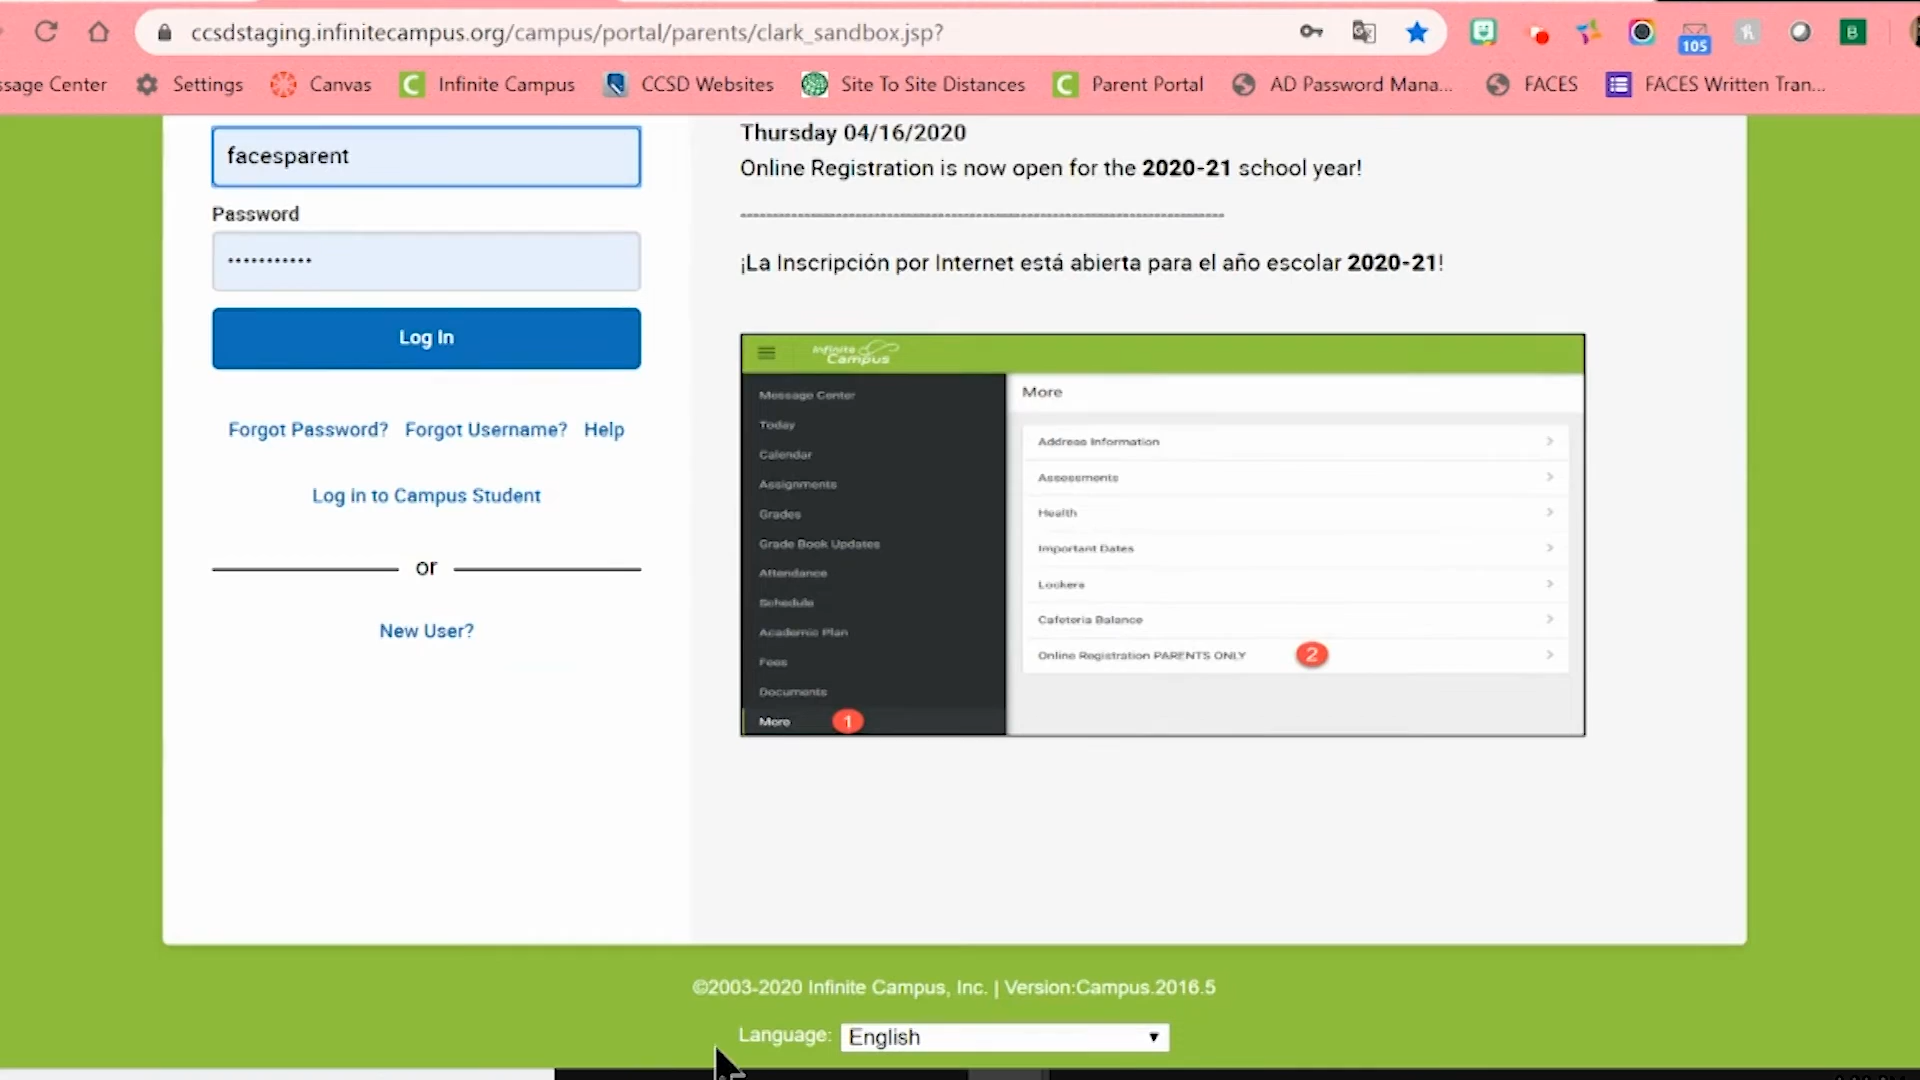 ccsdstaging.infinitecampus.org/campus/portal/parents/clark_sandbox.jsp?
105
B
ssage Center
Settings
Canvas
Infinite Campus
CCSD Websites
Site To Site Distances
Parent Portal
AD Password Mana...
FACES
FACES Written Tran...
facesparent
Password
•••••••••••
Log In
Forgot Password? Forgot Username? Help
Log in to Campus Student
or
New User?
Thursday 04/16/2020
Online Registration is now open for the 2020-21 school year!
¡La Inscripción por Internet está abierta para el año escolar 2020-21!
Infinite Campus
Message Center
Today
Calendar
Assignments
Grades
Grade Book Updates
Attendance
Schedule
Academic Plan
Fees
Documents
More 1
More
Address Information
Assessments
Health
Important Dates
Lockers
Cafeteria Balance
Online Registration PARENTS ONLY 2
©2003-2020 Infinite Campus, Inc. | Version:Campus.2016.5
Language: English